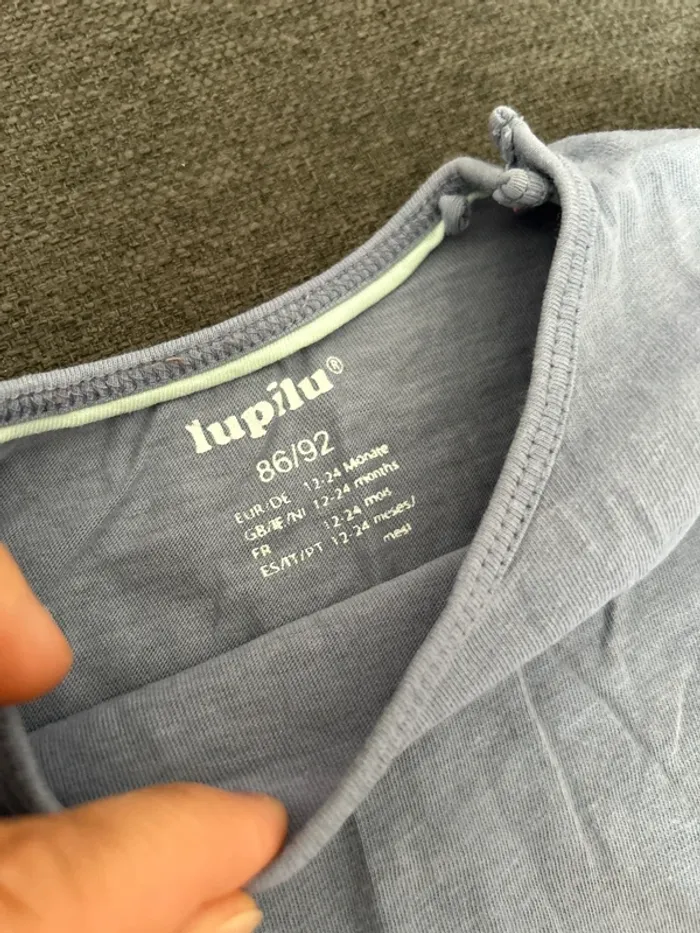 lupilu®
86/92
EUR/DE 12-24 Monate
GB/IE/NI 12-24 months
FR 12-24 mois
ES/IT/PT 12-24 meses/
mesi